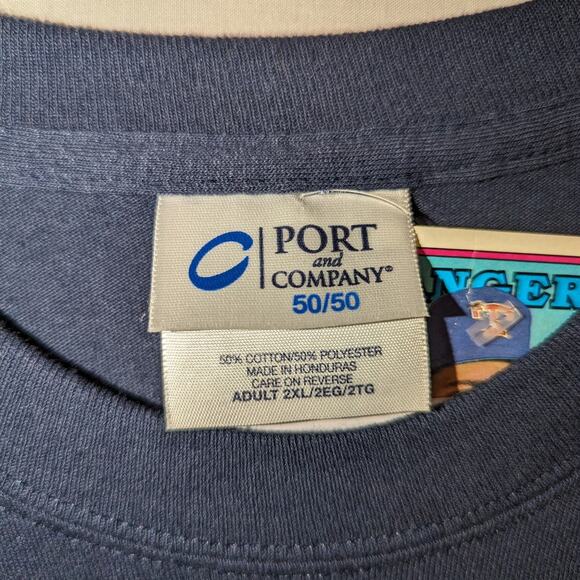 PORT
and
COMPANY®
50/50
50% COTTON/50% POLYESTER
MADE IN HONDURAS
CARE ON REVERSE
ADULT 2XL/2EG/2TG
NGER